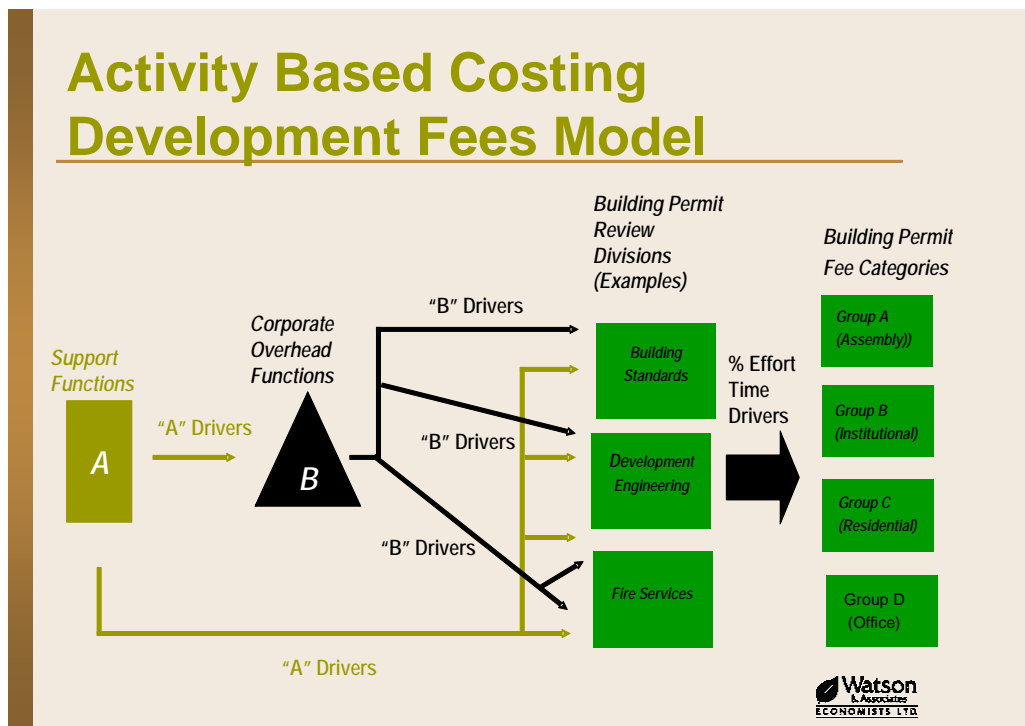 Activity Based Costing
Development Fees Model
Building Permit
Review
Divisions
(Examples)
Building Permit
Fee Categories
“B” Drivers
Corporate
Overhead
Functions
Support
Functions
Building
Standards
Group A
(Assembly))
% Effort
Time
Drivers
“A” Drivers
“B” Drivers
Group B
(Institutional)
A
B
Development
Engineering
Group C
(Residential)
“B” Drivers
Fire Services
Group D
(Office)
“A” Drivers
Watson
& Associates
ECONOMISTS LTD.